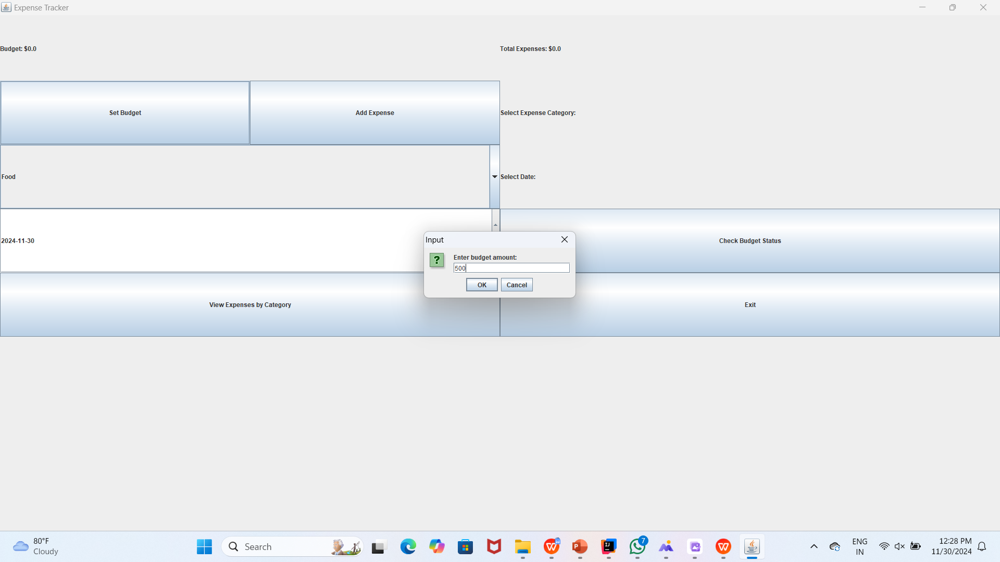 Expense Tracker
Budget: $0.0
Total Expenses: $0.0
Set Budget
Add Expense
Select Expense Category:
Food
Select Date:
2024-11-30
Check Budget Status
Input
?
Enter budget amount:
500
OK
Cancel
View Expenses by Category
Exit
80°F
Cloudy
Search
W
W
P
IJ
7
W
ENG
IN
12:28 PM
11/30/2024